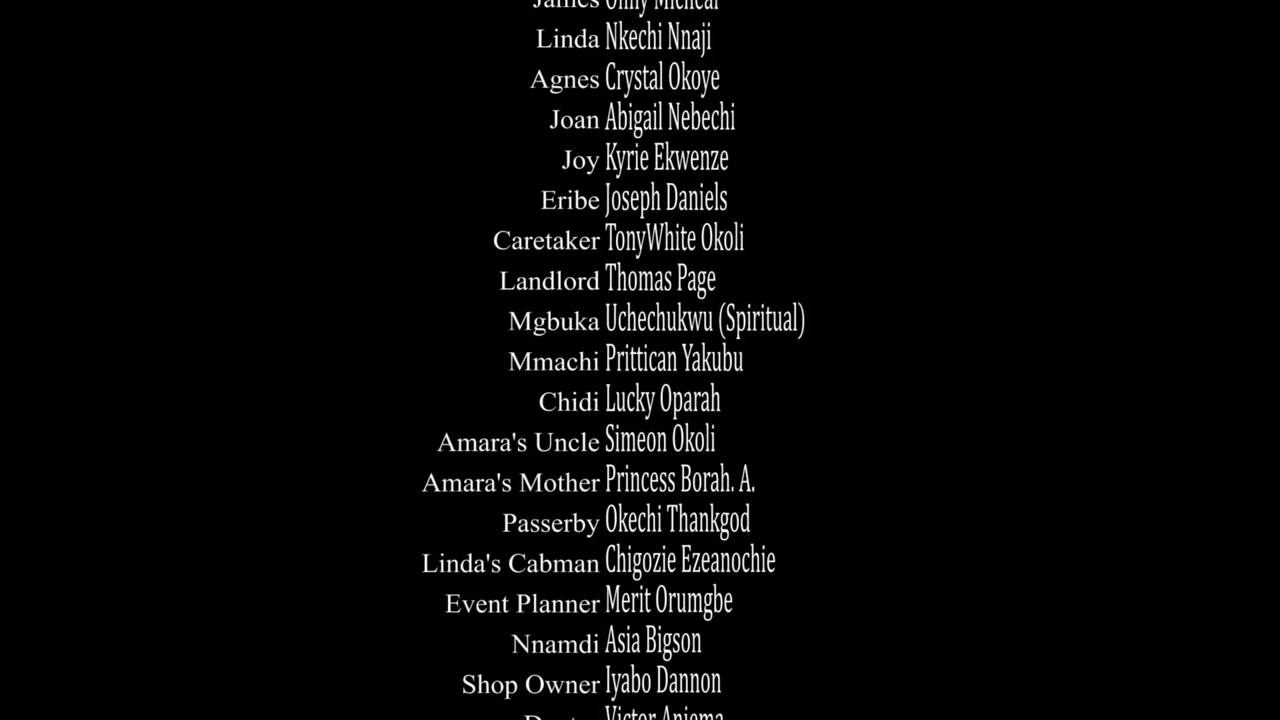 James
Linda Nkechi Nnaji
Agnes Crystal Okoye
Joan Abigail Nebechi
Joy Kyrie Ekwenze
Eribe Joseph Daniels
Caretaker TonyWhite Okoli
Landlord Thomas Page
Mgbuka Uchechukwu (Spiritual)
Mmachi Prittican Yakubu
Chidi Lucky Oparah
Amara's Uncle Simeon Okoli
Amara's Mother Princess Borah. A.
Passerby Okechi Thankgod
Linda's Cabman Chigozie Ezeanochie
Event Planner Merit Orumgbe
Nnamdi Asia Bigson
Shop Owner Iyabo Dannon
Victor